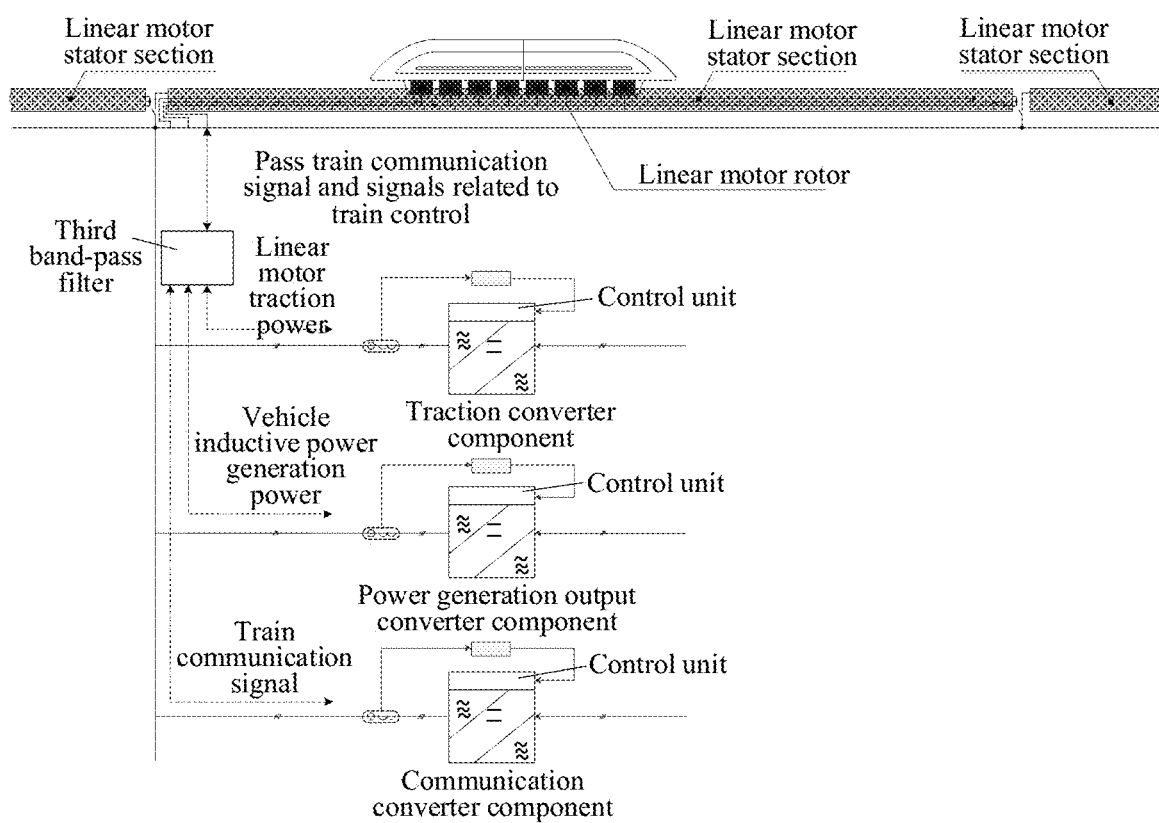 Linear motor
stator section
Linear motor
stator section
Linear motor
stator section
Pass train communication
signal and signals related to
train control
Linear motor rotor
Third
band-pass
filter
Linear
motor
traction
power
Control unit
Traction converter
component
Vehicle
inductive power
generation
power
Control unit
Power generation output
converter component
Train
communication
signal
Control unit
Communication
converter component